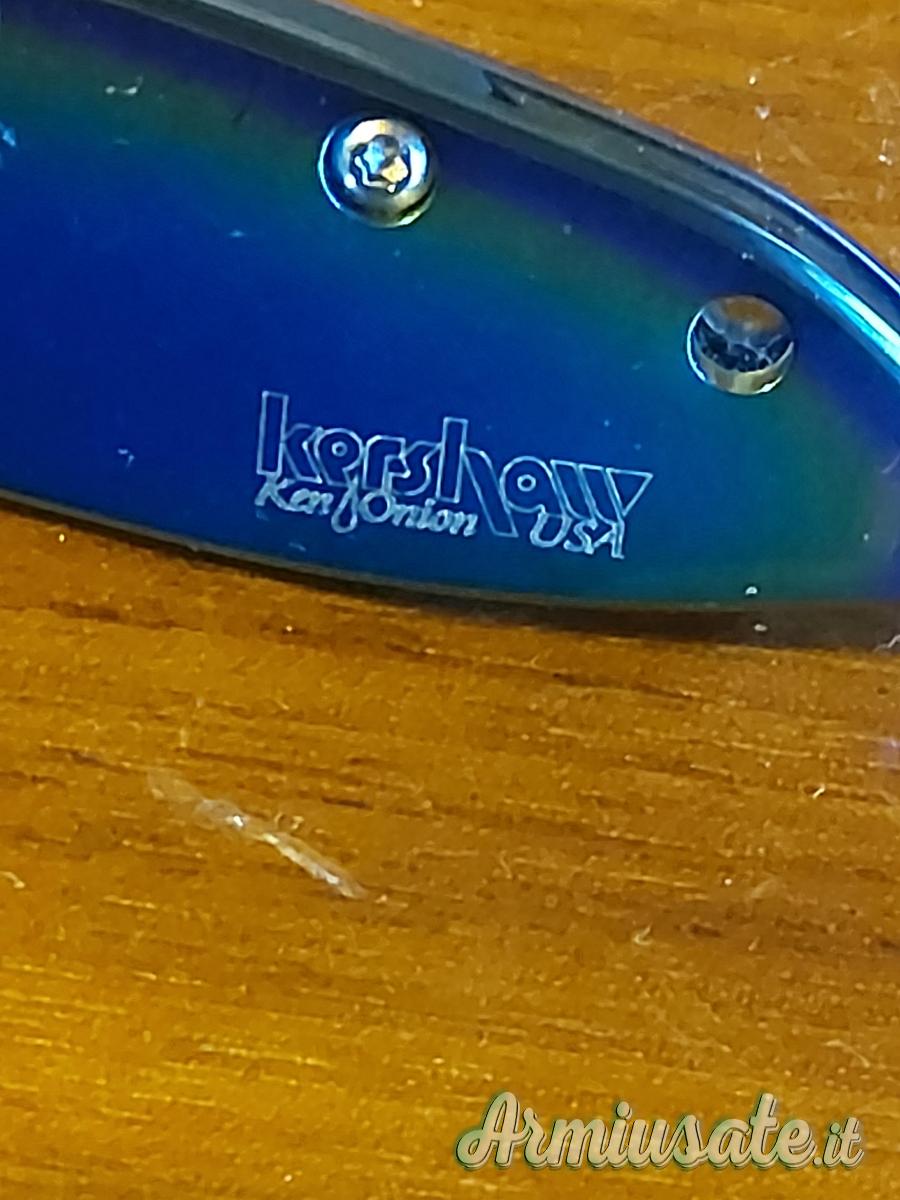 kershaw
Ken Onion USA
Armiusate.it